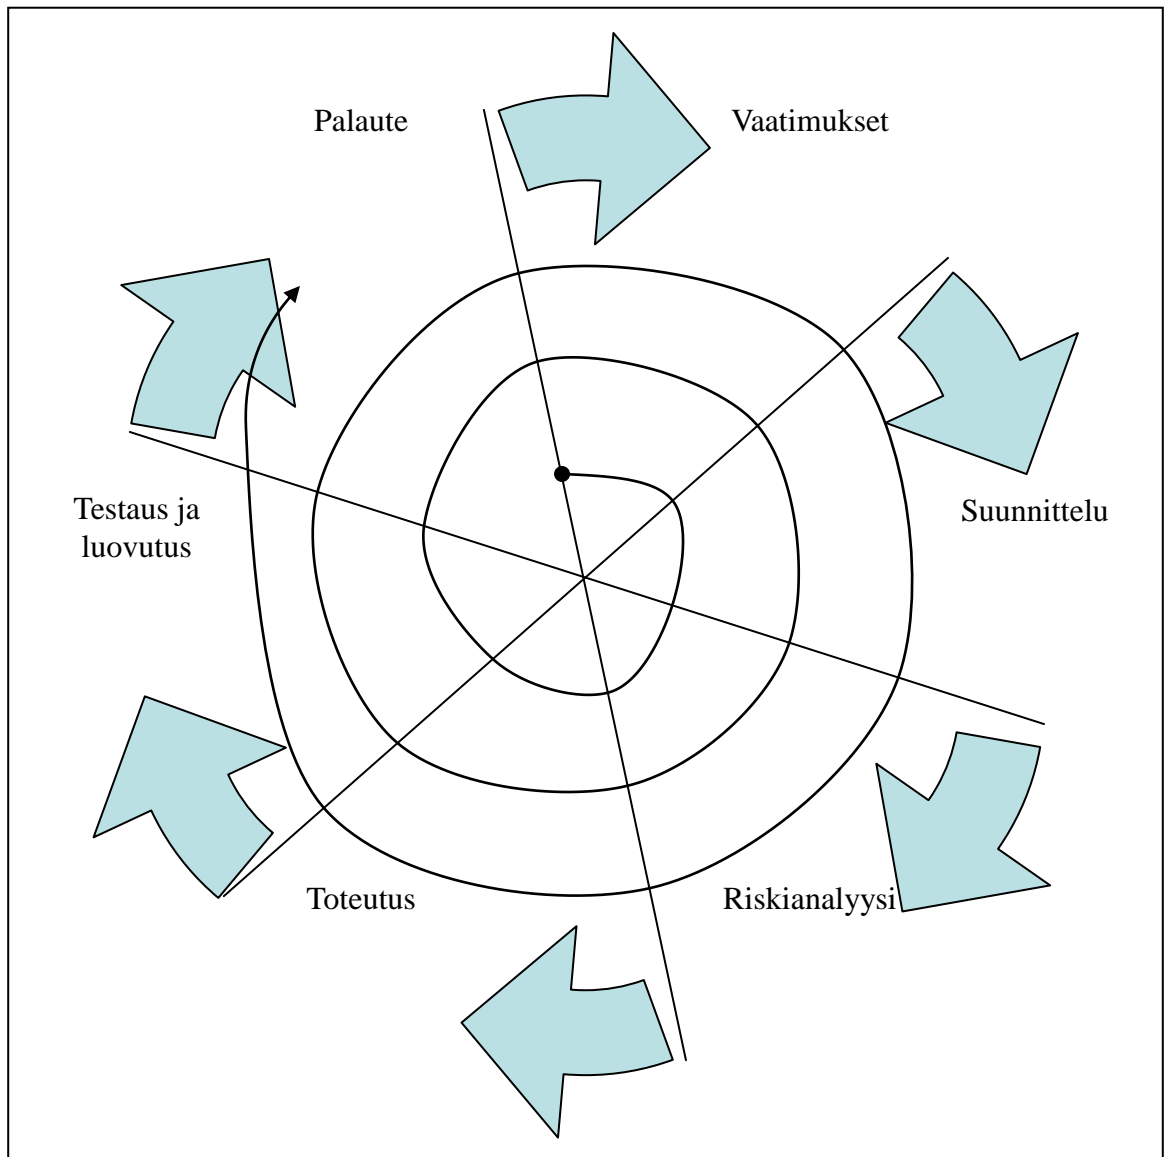 Palaute
Vaatimukset
Testaus ja
luovutus
Suunnittelu
Toteutus
Riskianalyysi